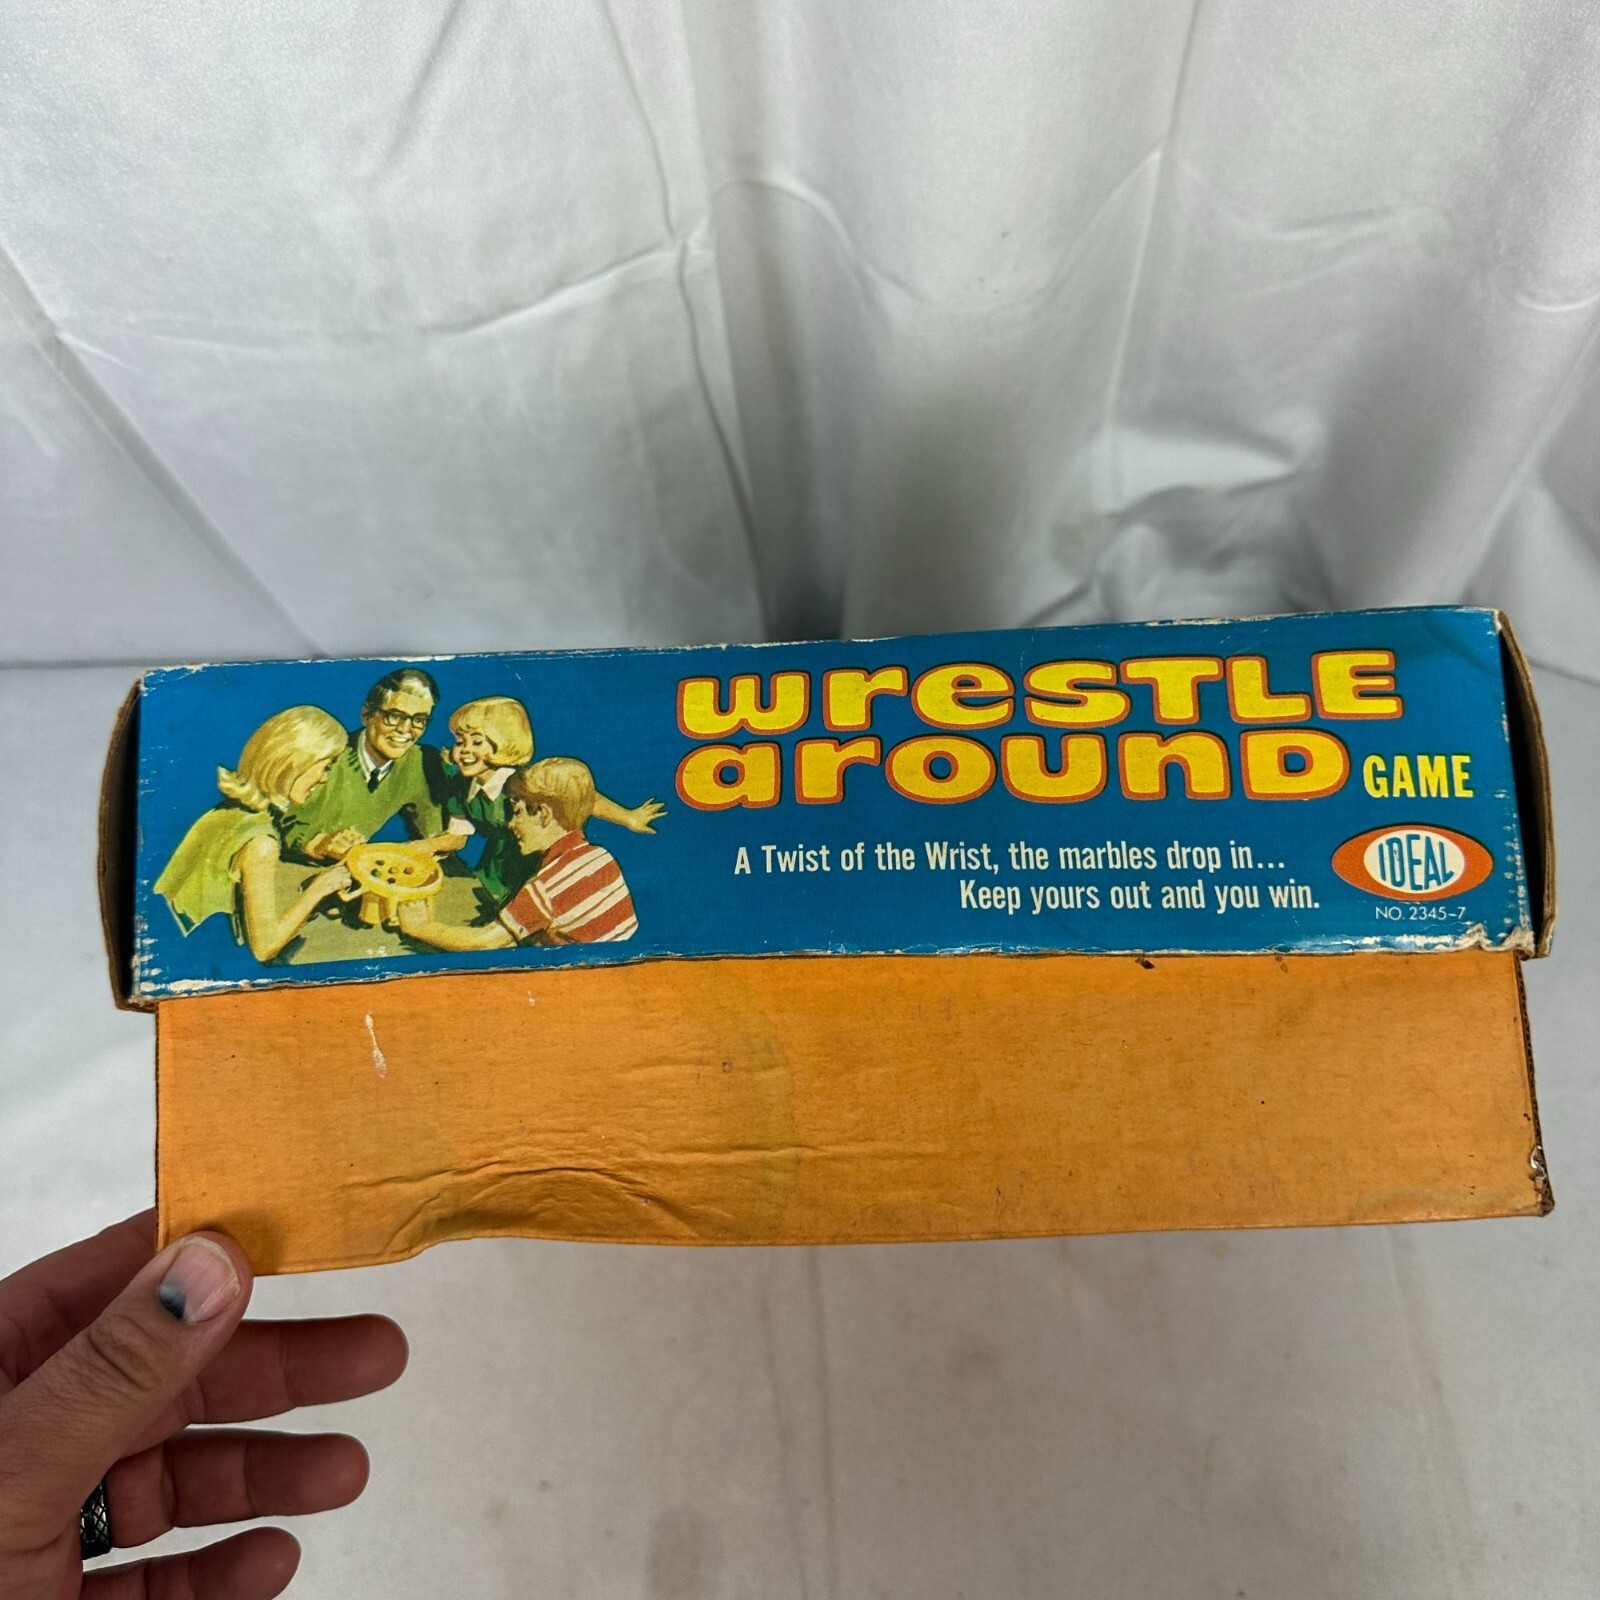 wresTLE
arounD GAME
A Twist of the Wrist, the marbles drop in...
Keep yours out and you win.
IDEAL
NO. 2345-7